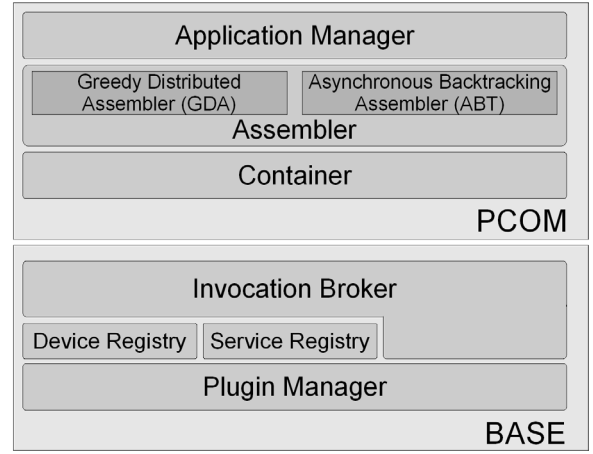 Application Manager
Greedy Distributed
Assembler (GDA)
Asynchronous Backtracking
Assembler (ABT)
Assembler
Container
PCOM
Invocation Broker
Device Registry
Service Registry
Plugin Manager
BASE